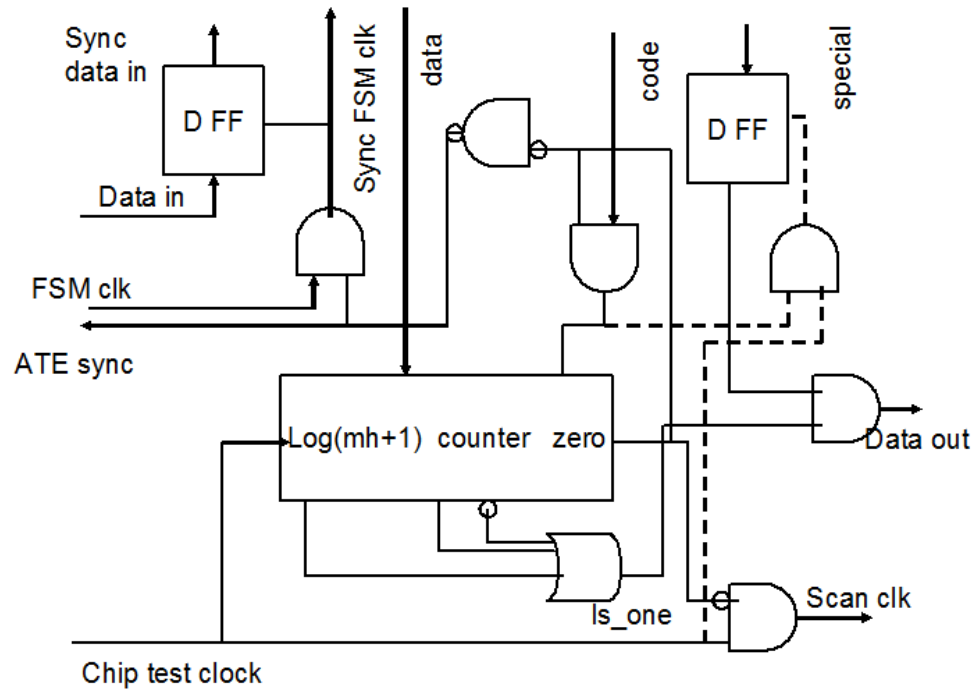 Sync
data in
D FF
Data in
Sync FSM clk
data
code
special
D FF
FSM clk
ATE sync
Log(mh+1) counter zero
Data out
Is_one
Scan clk
Chip test clock